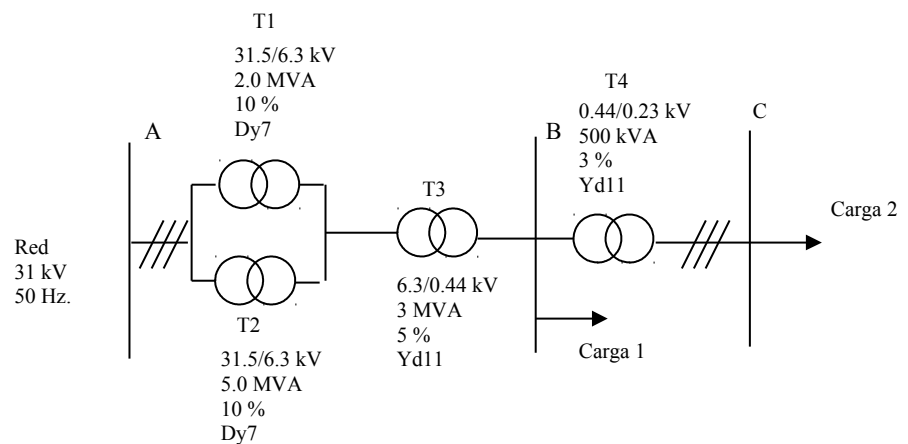 T1
31.5/6.3 kV
2.0 MVA
10 %
Dy7
T4
0.44/0.23 kV
500 kVA
3 %
Yd11
A
B
C
T3
Carga 2
Red
31 kV
50 Hz.
6.3/0.44 kV
3 MVA
5 %
Yd11
T2
Carga 1
31.5/6.3 kV
5.0 MVA
10 %
Dy7